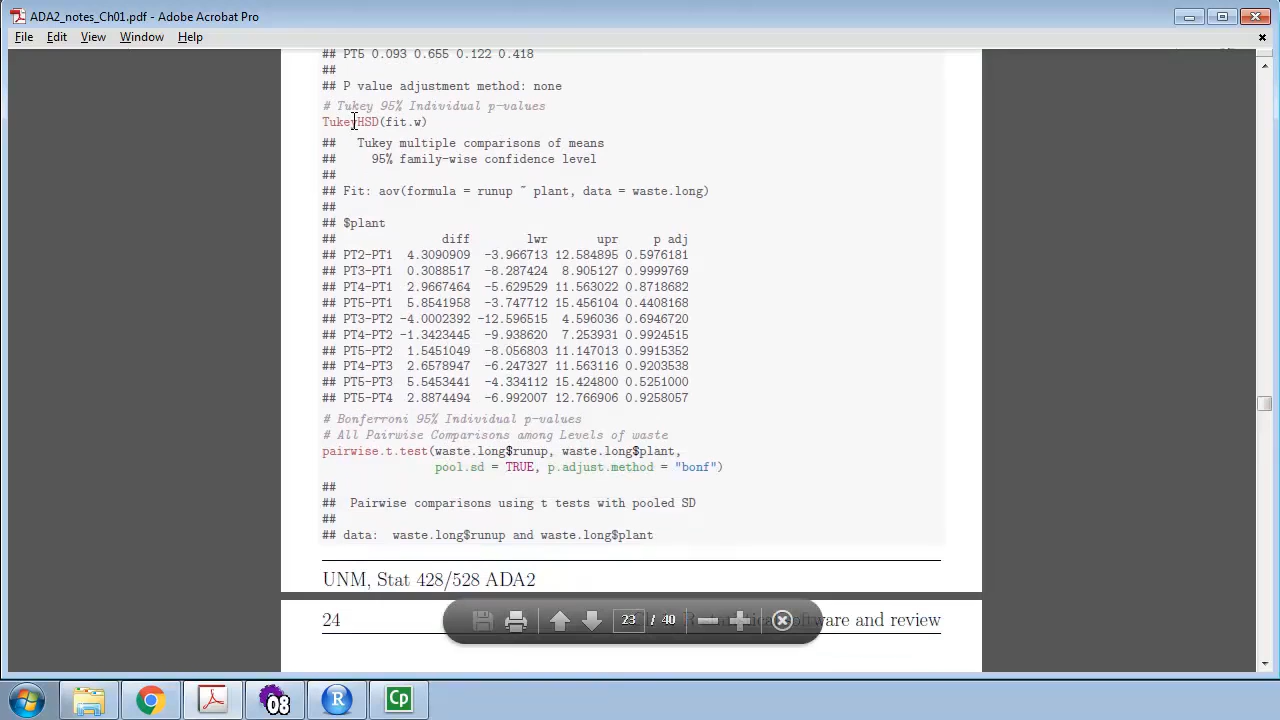 ADA2_notes_Ch01.pdf - Adobe Acrobat Pro
File Edit View Window Help
## PT5 0.093 0.655 0.122 0.418
##
## P value adjustment method: none
# Tukey 95% Individual p-values
TukeyHSD(fit.w)
## Tukey multiple comparisons of means
## 95% family-wise confidence level
##
## Fit: aov(formula = runup ~ plant, data = waste.long)
##
## $plant
## diff lwr upr p adj
## PT2-PT1 4.3090909 -3.966713 12.584895 0.5976181
## PT3-PT1 0.3088517 -8.287424 8.905127 0.9999769
## PT4-PT1 2.9667464 -5.629529 11.563022 0.8718682
## PT5-PT1 5.8541958 -3.747712 15.456104 0.4408168
## PT3-PT2 -4.0002392 -12.596515 4.596036 0.6946720
## PT4-PT2 -1.3423445 -9.938620 7.253931 0.9924515
## PT5-PT2 1.5451049 -8.056803 11.147013 0.9915352
## PT4-PT3 2.6578947 -6.247327 11.563116 0.9203538
## PT5-PT3 5.5453441 -4.334112 15.424800 0.5251000
## PT5-PT4 2.8874494 -6.992007 12.766906 0.9258057
# Bonferroni 95% Individual p-values
# All Pairwise Comparisons among Levels of waste
pairwise.t.test(waste.long$runup, waste.long$plant,
pool.sd = TRUE, p.adjust.method = "bonf")
##
## Pairwise comparisons using t tests with pooled SD
##
## data: waste.long$runup and waste.long$plant
UNM, Stat 428/528 ADA2
24 software and review
23 / 40
08
R
Cp